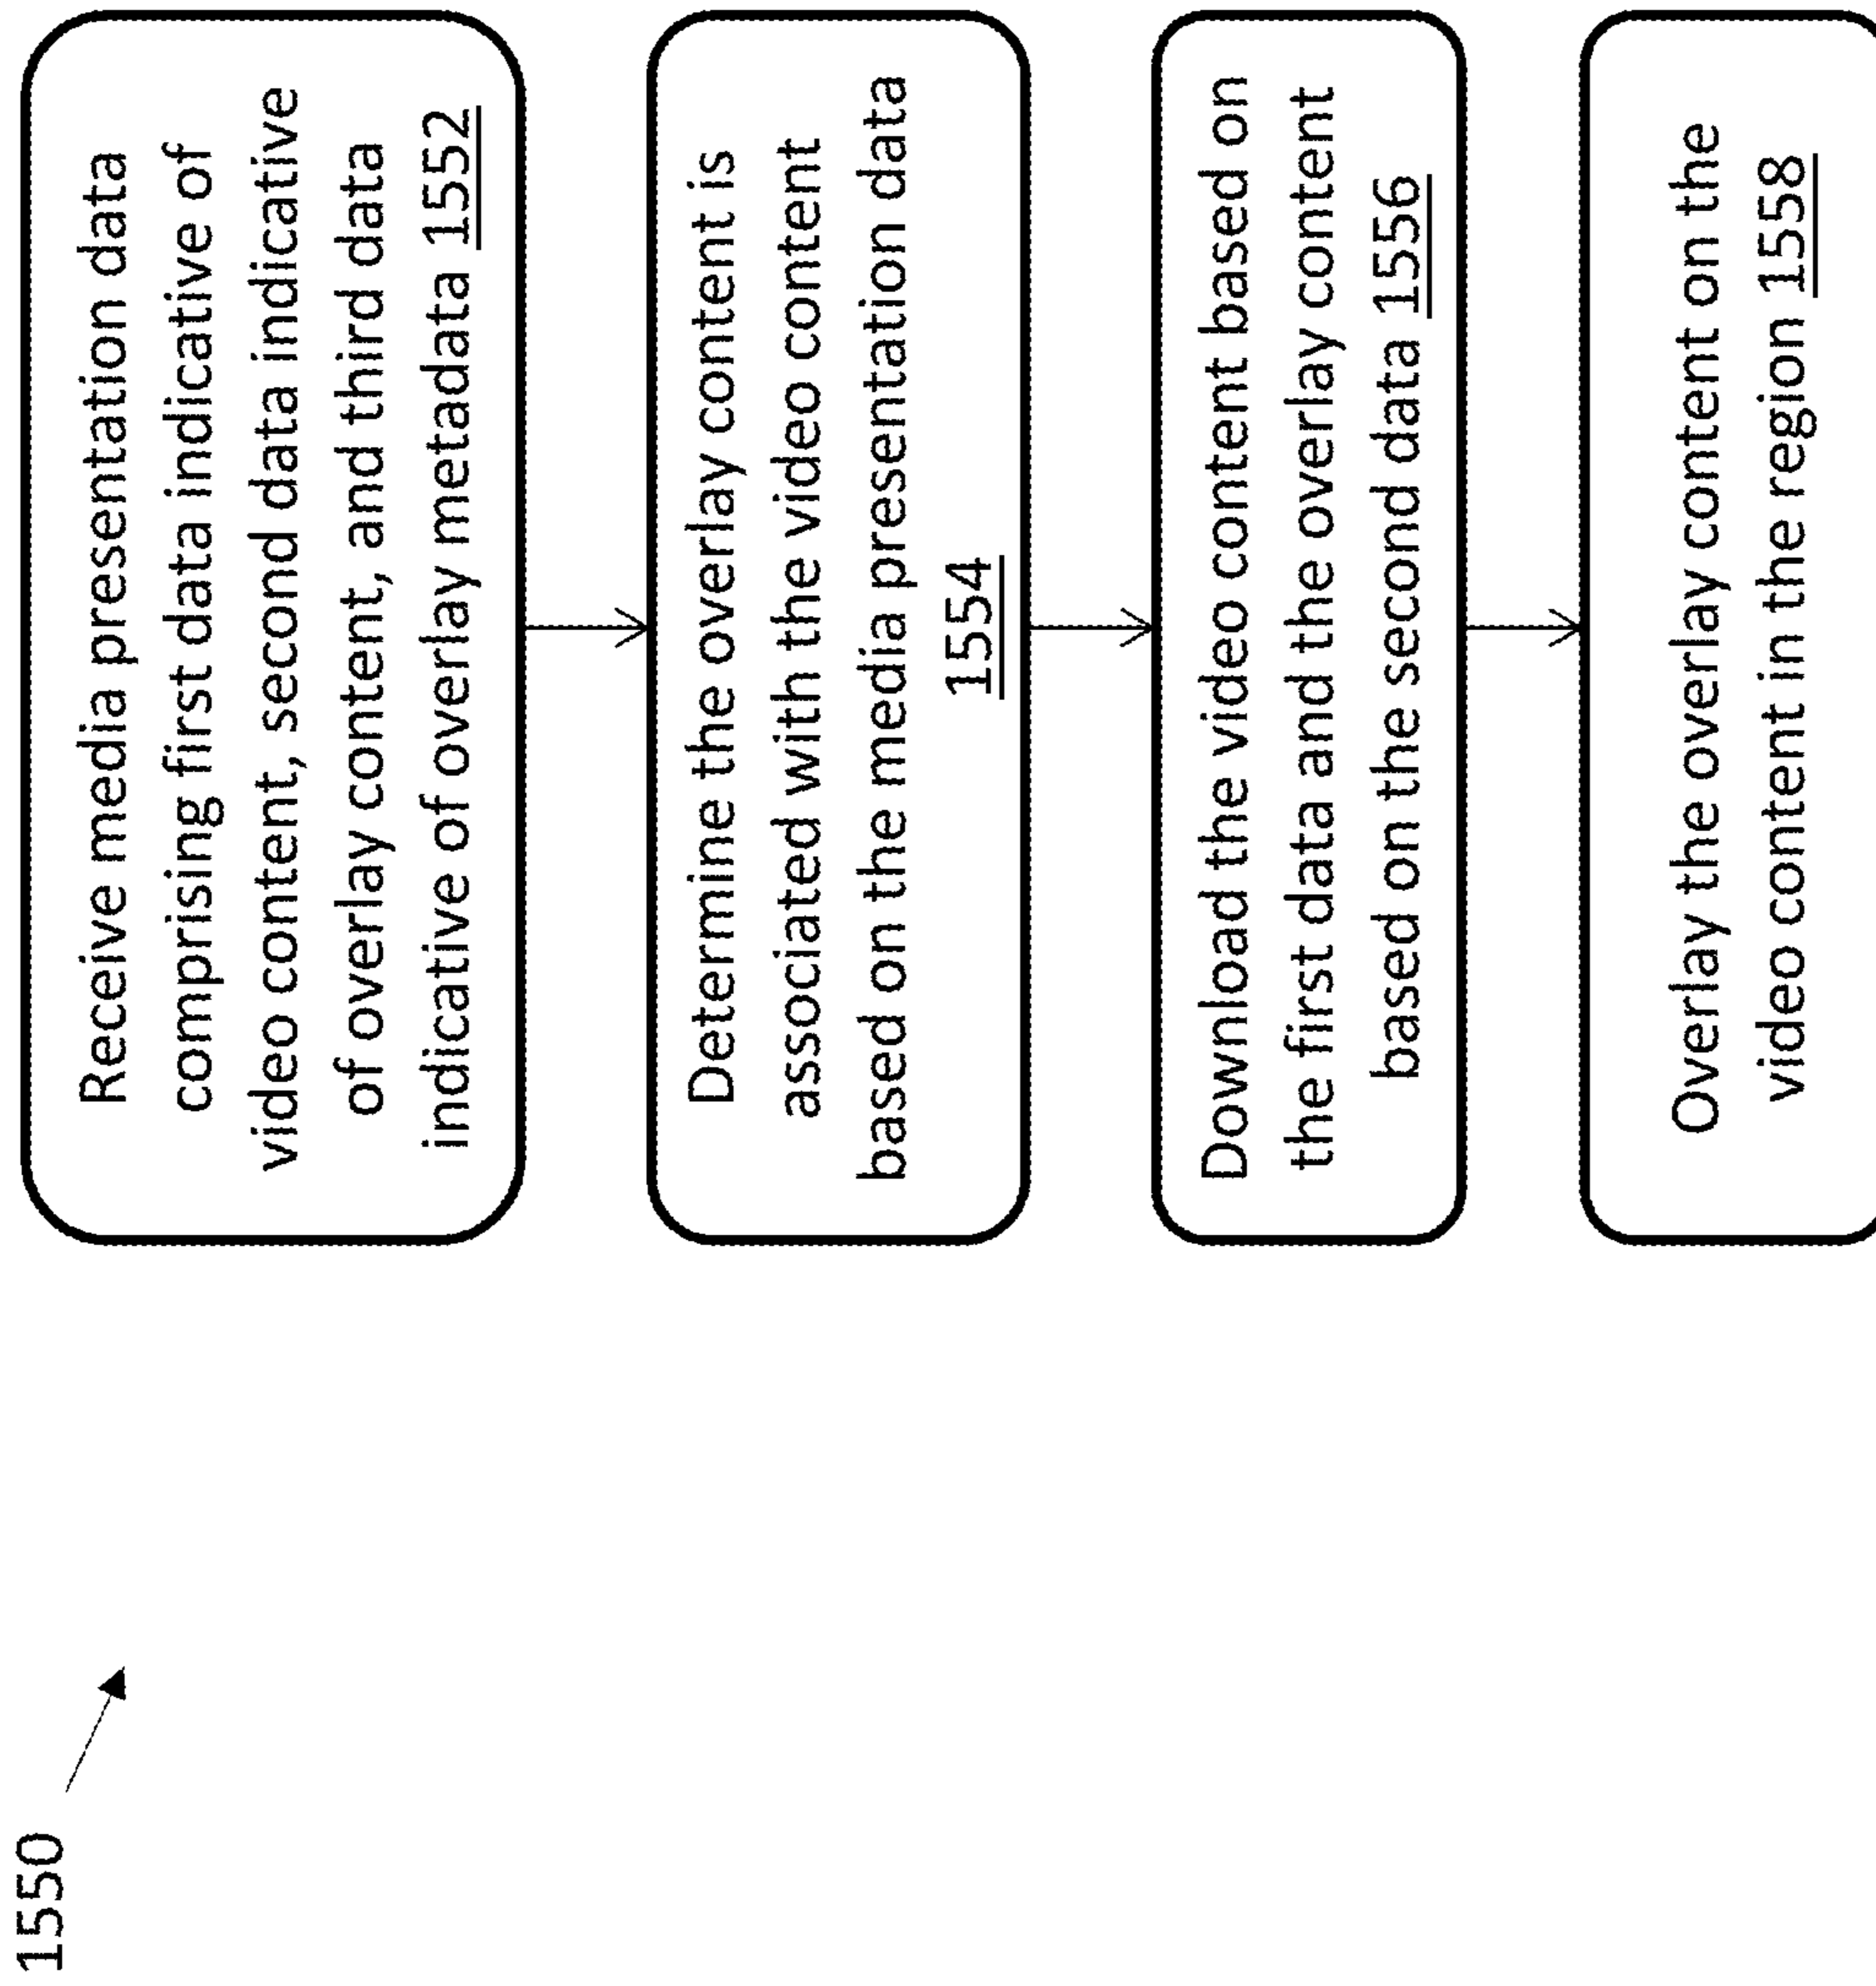 1550
Receive media presentation data
comprising first data indicative of
video content, second data indicative
of overlay content, and third data
indicative of overlay metadata 1552
Determine the overlay content is
associated with the video content
based on the media presentation data
1554
Download the video content based on
the first data and the overlay content
based on the second data 1556
Overlay the overlay content on the
video content in the region 1558